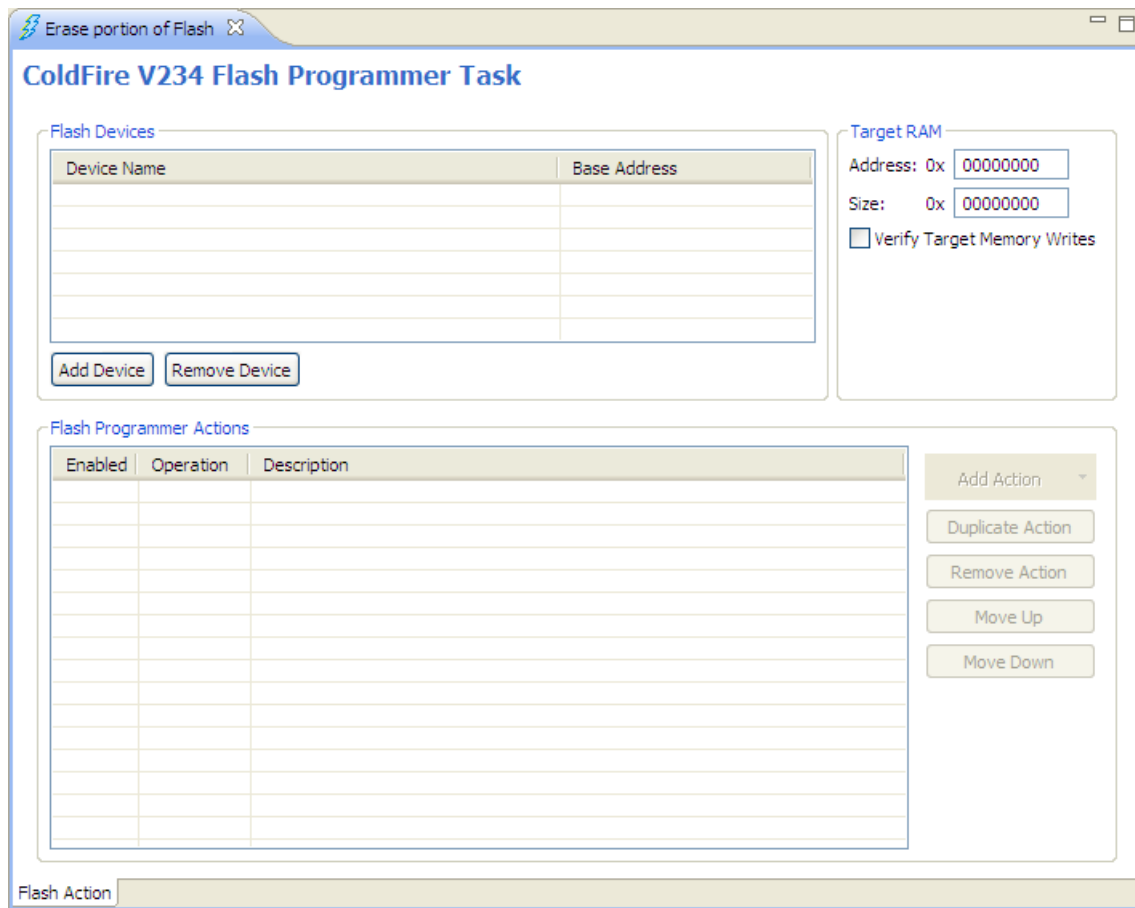 Erase portion of Flash
ColdFire V234 Flash Programmer Task
Flash Devices
Device Name Base Address
Add Device Remove Device
Target RAM
Address: 0x 00000000
Size: 0x 00000000
Verify Target Memory Writes
Flash Programmer Actions
Enabled Operation Description
Add Action
Duplicate Action
Remove Action
Move Up
Move Down
Flash Action